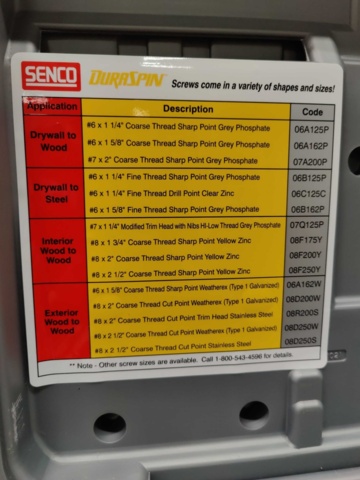 SENCO DURASPIN Screws come in a variety of shapes and sizes!
Application Description Code
Drywall to Wood
#6 x 1 1/4" Coarse Thread Sharp Point Grey Phosphate 06A125P
#6 x 1 5/8" Coarse Thread Sharp Point Grey Phosphate 06A162P
#7 x 2" Coarse Thread Sharp Point Grey Phosphate 07A200P
Drywall to Steel
#6 x 1 1/4" Fine Thread Sharp Point Grey Phosphate 06B125P
#6 x 1 1/4" Fine Thread Drill Point Clear Zinc 06C125C
#6 x 1 5/8" Fine Thread Sharp Point Grey Phosphate 06B162P
Interior Wood to Wood
#7 x 1 1/4" Modified Trim Head with Nibs Hi-Low Thread Grey Phosphate 07Q125P
#8 x 1 3/4" Coarse Thread Sharp Point Yellow Zinc 08F175Y
#8 x 2" Coarse Thread Sharp Point Yellow Zinc 08F200Y
#8 x 2 1/2" Coarse Thread Sharp Point Yellow Zinc 08F250Y
Exterior Wood to Wood
#6 x 1 5/8" Coarse Thread Sharp Point Weatherex (Type 1 Galvanized) 06A162W
#8 x 2" Coarse Thread Cut Point Weatherex (Type 1 Galvanized) 08D200W
#8 x 2" Coarse Thread Cut Point Trim Head Stainless Steel 08R200S
#8 x 2 1/2" Coarse Thread Cut Point Weatherex (Type 1 Galvanized) 08D250W
#8 x 2 1/2" Coarse Thread Cut Point Stainless Steel 08D250S
** Note - Other screw sizes are available. Call 1-800-543-4596 for details